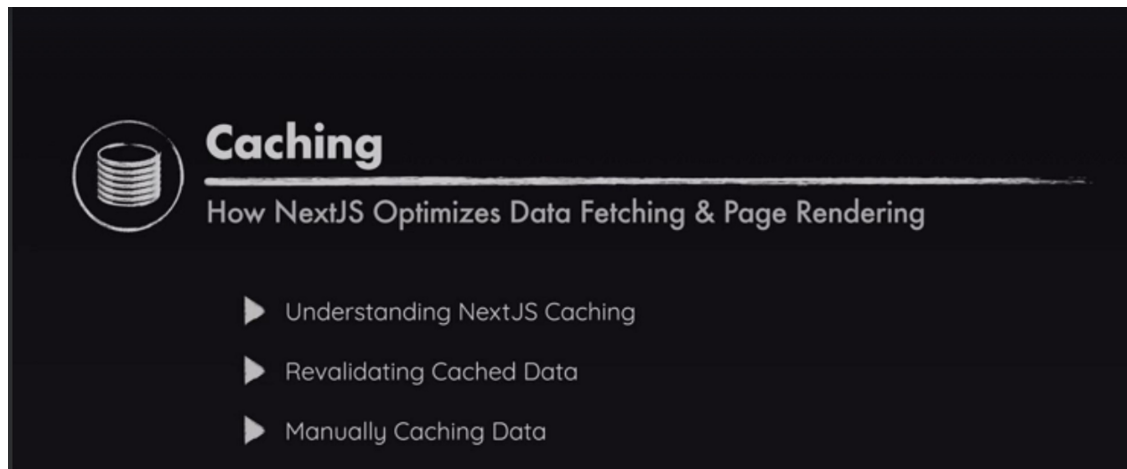 Caching
How NextJS Optimizes Data Fetching & Page Rendering
Understanding NextJS Caching
Revalidating Cached Data
Manually Caching Data